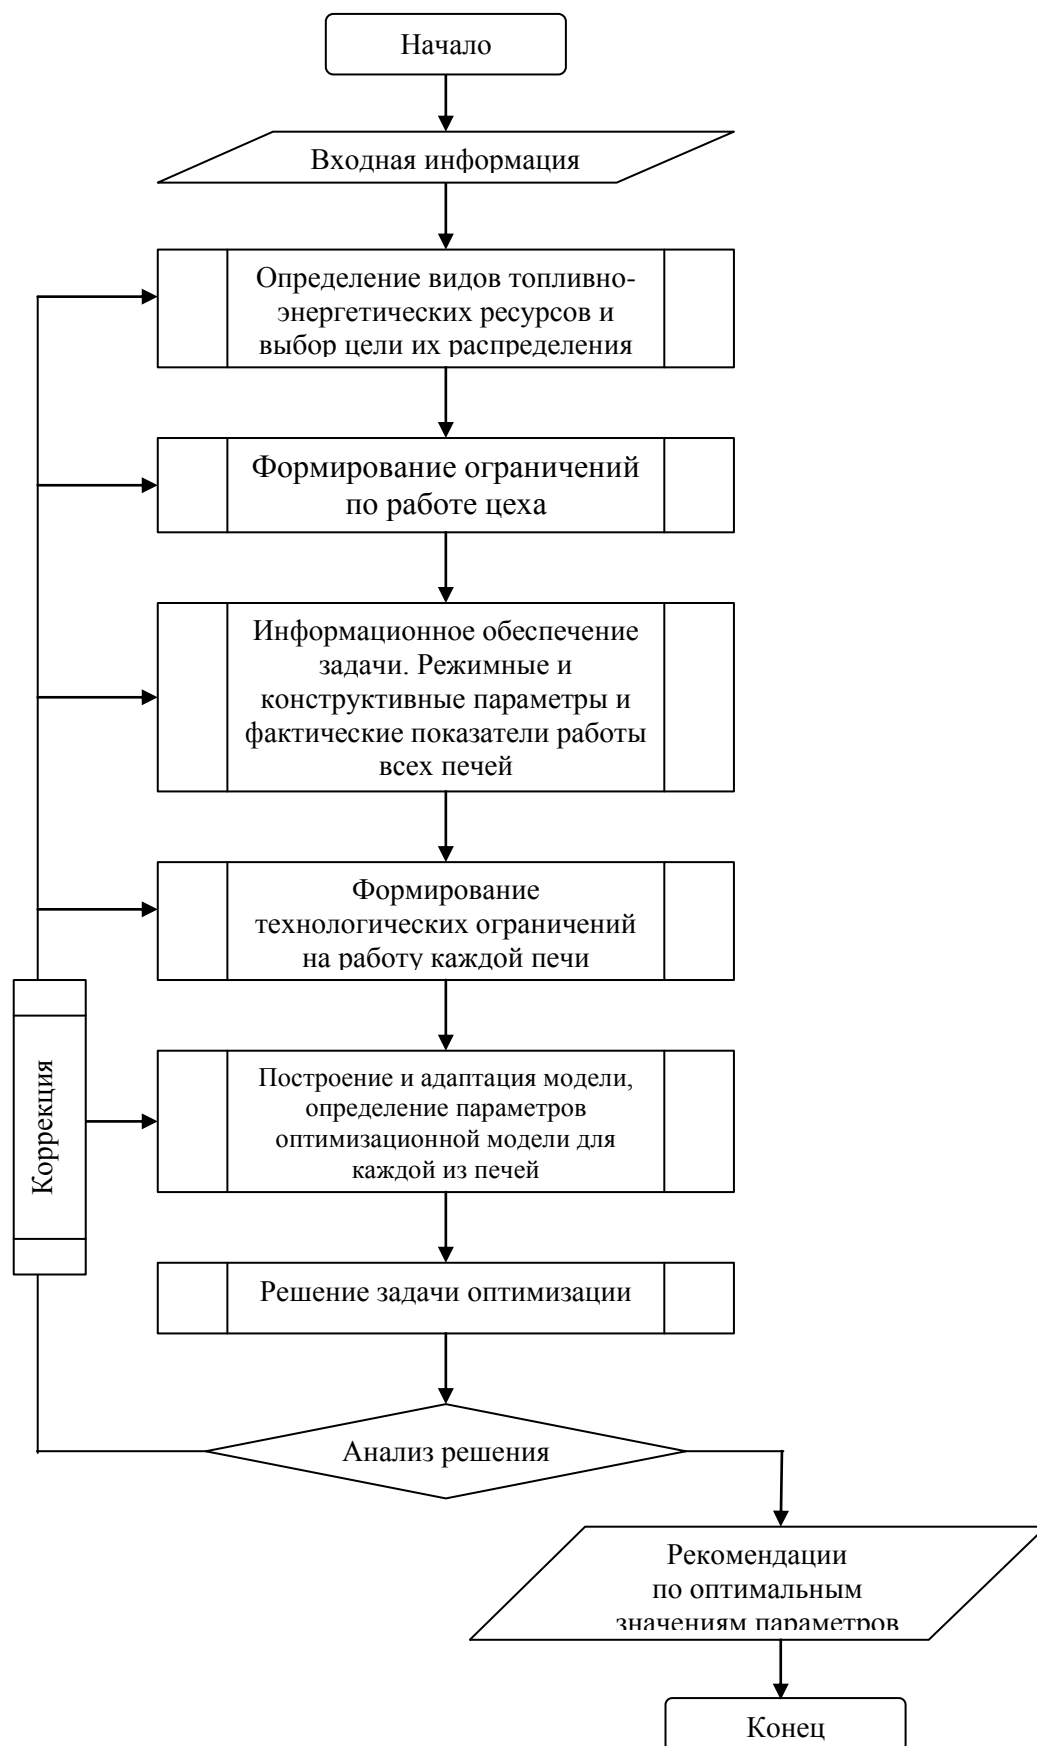 Начало
Входная информация
Определение видов топливно-
энергетических ресурсов и
выбор цели их распределения
Формирование ограничений
по работе цеха
Информационное обеспечение
задачи. Режимные и
конструктивные параметры и
фактические показатели работы
всех печей
Формирование
технологических ограничений
на работу каждой печи
Построение и адаптация модели,
определение параметров
оптимизационной модели для
каждой из печей
Коррекция
Решение задачи оптимизации
Анализ решения
Рекомендации
по оптимальным
значениям параметров
Конец